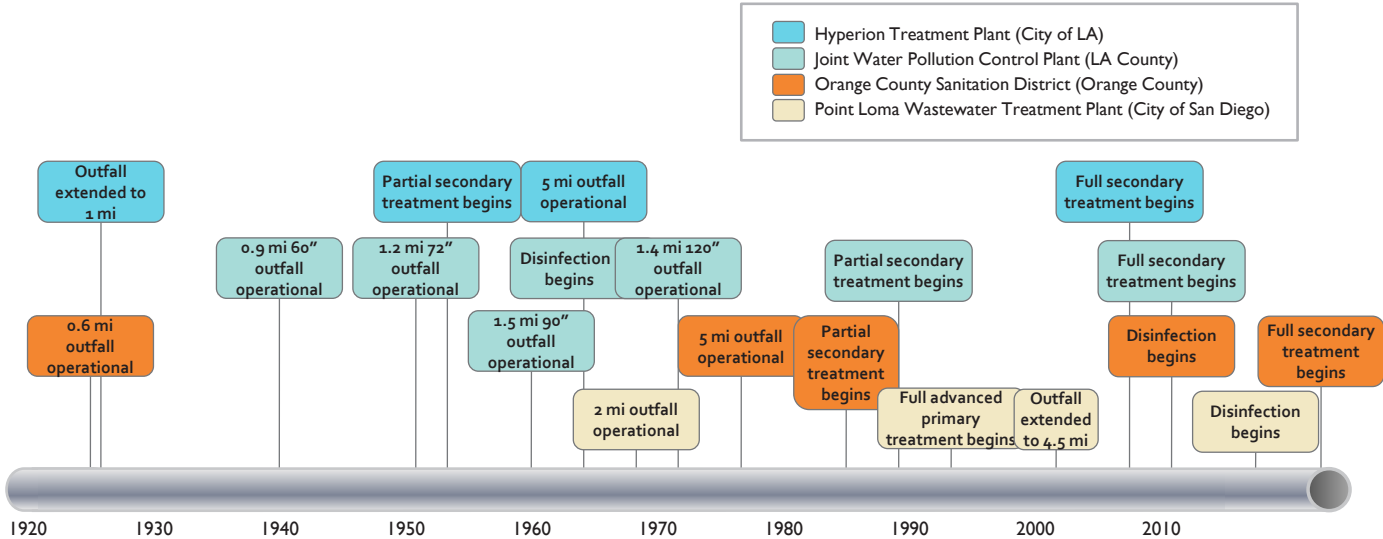 Hyperion Treatment Plant (City of LA)
Joint Water Pollution Control Plant (LA County)
Orange County Sanitation District (Orange County)
Point Loma Wastewater Treatment Plant (City of San Diego)
Outfall
extended to
1 mi
Partial secondary
treatment begins
5 mi outfall
operational
Full secondary
treatment begins
0.9 mi 60”
outfall
operational
1.2 mi 72”
outfall
operational
Disinfection
begins
1.4 mi 120”
outfall
operational
Partial secondary
treatment begins
Full secondary
treatment begins
0.6 mi
outfall
operational
1.5 mi 90”
outfall
operational
5 mi outfall
operational
Partial
secondary
treatment
begins
Disinfection
begins
Full secondary
treatment
begins
2 mi outfall
operational
Full advanced
primary
treatment begins
Outfall
extended
to 4.5 mi
Disinfection
begins
1920 1930 1940 1950 1960 1970 1980 1990 2000 2010